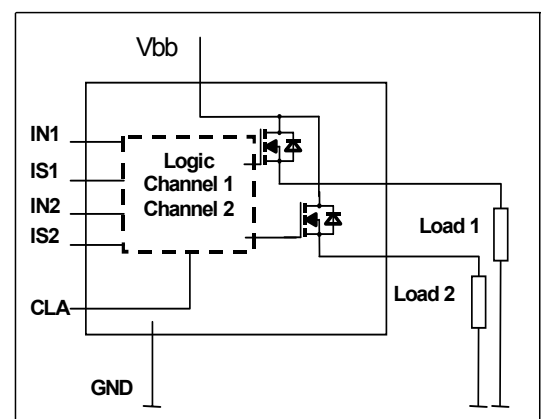 Vbb
IN1
IS1
IN2
IS2
CLA
Logic
Channel 1
Channel 2
Load 1
Load 2
GND